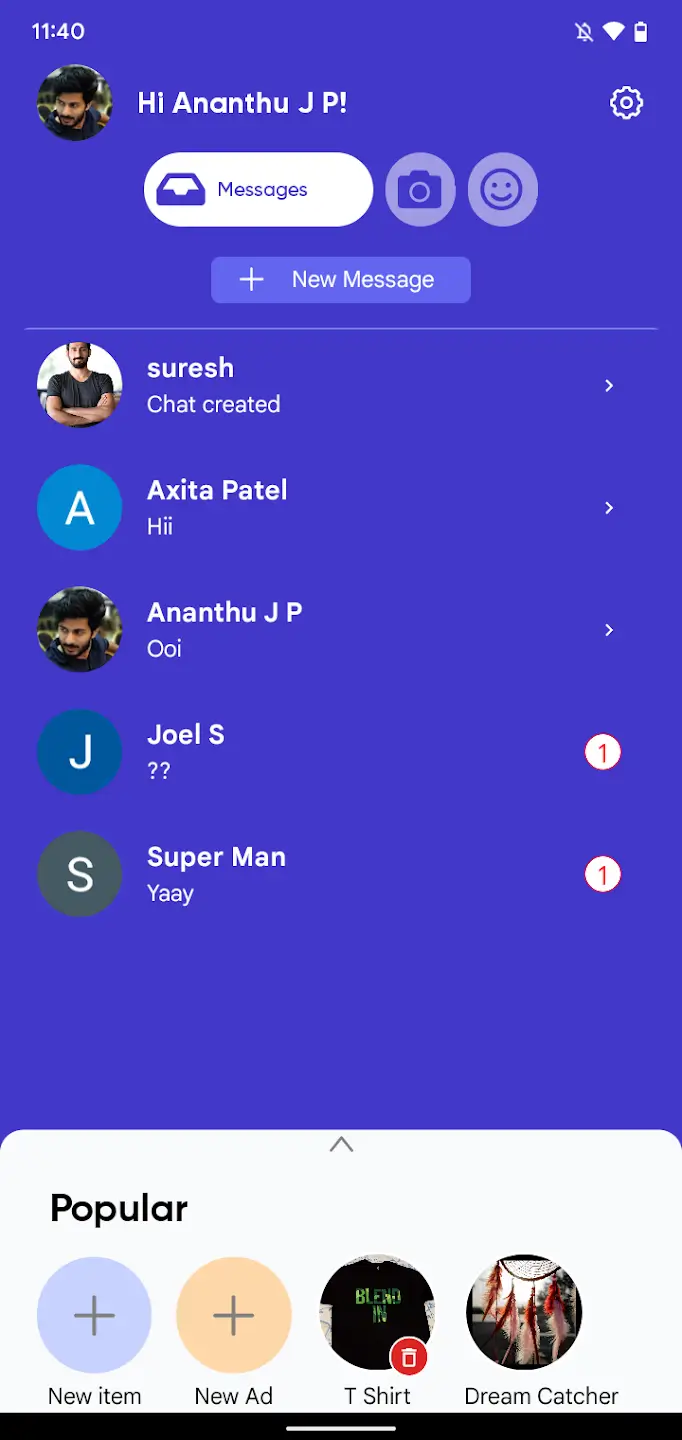 11:40
Hi Ananthu J P!
Messages
New Message
suresh
Chat created
A
Axita Patel
Hii
Ananthu J P
Ooi
J
Joel S
??
1
S
Super Man
Yaay
1
Popular
BLEND
IN
New item
New Ad
T Shirt
Dream Catcher